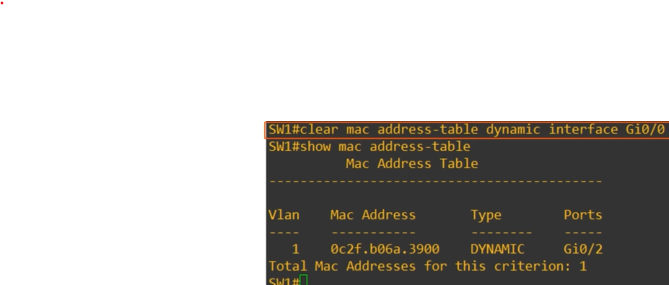 SW1#clear mac address-table dynamic interface Gi0/0
SW1#show mac address-table
Mac Address Table
-------------------------------------------
Vlan    Mac Address       Type        Ports
----    -----------       --------    -----
1    0c2f.b06a.3900    DYNAMIC     Gi0/2
Total Mac Addresses for this criterion: 1
SW1#